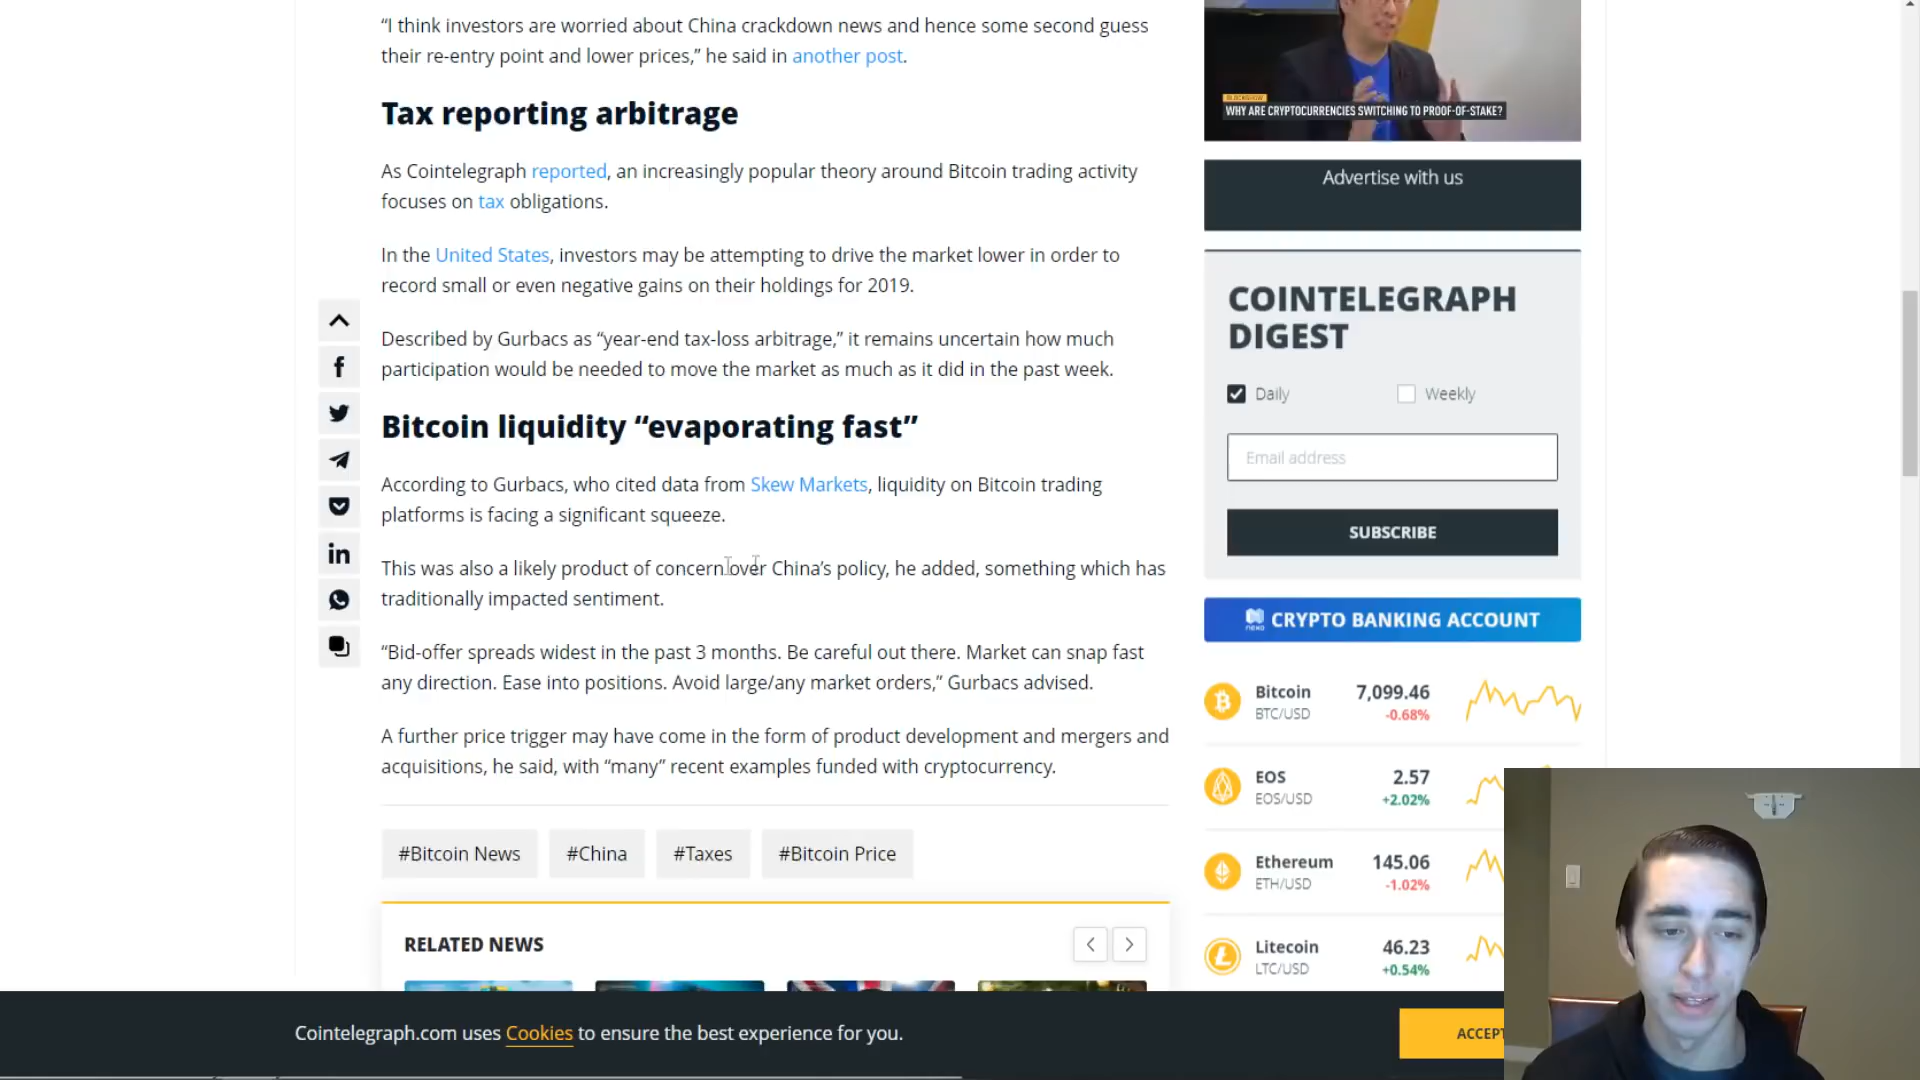 “I think investors are worried about China crackdown news and hence some second guess
their re-entry point and lower prices,” he said in another post.
Tax reporting arbitrage
As Cointelegraph reported, an increasingly popular theory around Bitcoin trading activity
focuses on tax obligations.
In the United States, investors may be attempting to drive the market lower in order to
record small or even negative gains on their holdings for 2019.
Described by Gurbacs as “year-end tax-loss arbitrage,” it remains uncertain how much
participation would be needed to move the market as much as it did in the past week.
Bitcoin liquidity “evaporating fast”
According to Gurbacs, who cited data from Skew Markets, liquidity on Bitcoin trading
platforms is facing a significant squeeze.
This was also a likely product of concern over China’s policy, he added, something which has
traditionally impacted sentiment.
“Bid-offer spreads widest in the past 3 months. Be careful out there. Market can snap fast
any direction. Ease into positions. Avoid large/any market orders,” Gurbacs advised.
A further price trigger may have come in the form of product development and mergers and
acquisitions, he said, with “many” recent examples funded with cryptocurrency.
#Bitcoin News
#China
#Taxes
#Bitcoin Price
RELATED NEWS
BLOCKSHOW
WHY ARE CRYPTOCURRENCIES SWITCHING TO PROOF-OF-STAKE?
Advertise with us
COINTELEGRAPH
DIGEST
Daily
Weekly
Email address
SUBSCRIBE
nexo
CRYPTO BANKING ACCOUNT
Bitcoin 7,099.46
BTC/USD -0.68%
EOS 2.57
EOS/USD +2.02%
Ethereum 145.06
ETH/USD -1.02%
Litecoin 46.23
LTC/USD +0.54%
Cointelegraph.com uses Cookies to ensure the best experience for you.
ACCEPT